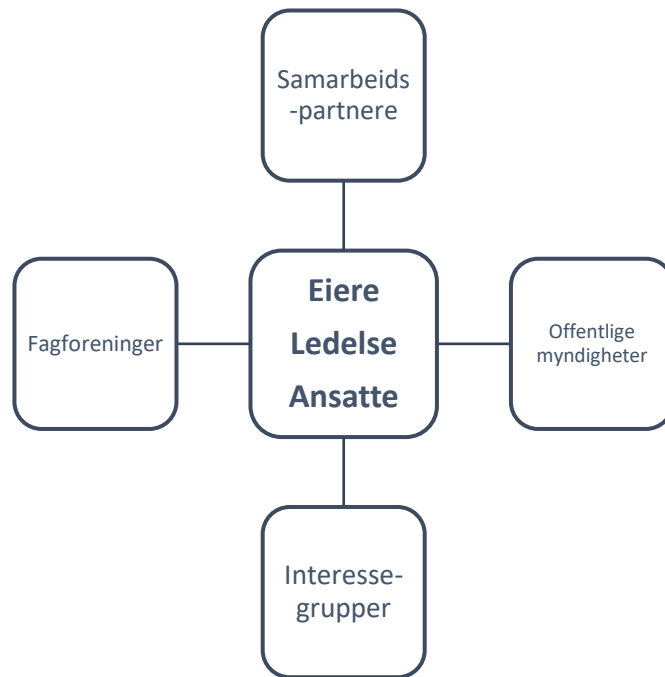 Samarbeids
-partnere
Fagforeninger
Eiere
Ledelse
Ansatte
Offentlige
myndigheter
Interesse-
grupper